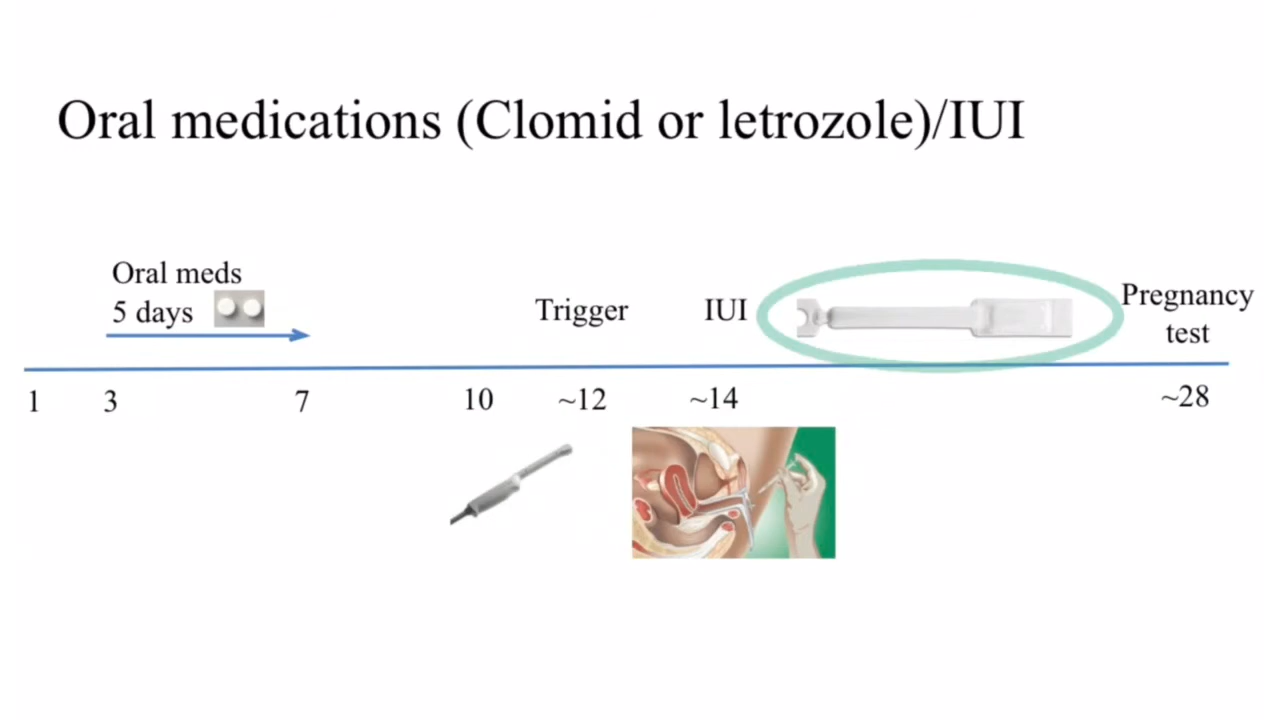 Oral medications (Clomid or letrozole)/IUI
Oral meds
5 days
Trigger
IUI
Pregnancy
test
1
3
7
10
~12
~14
~28